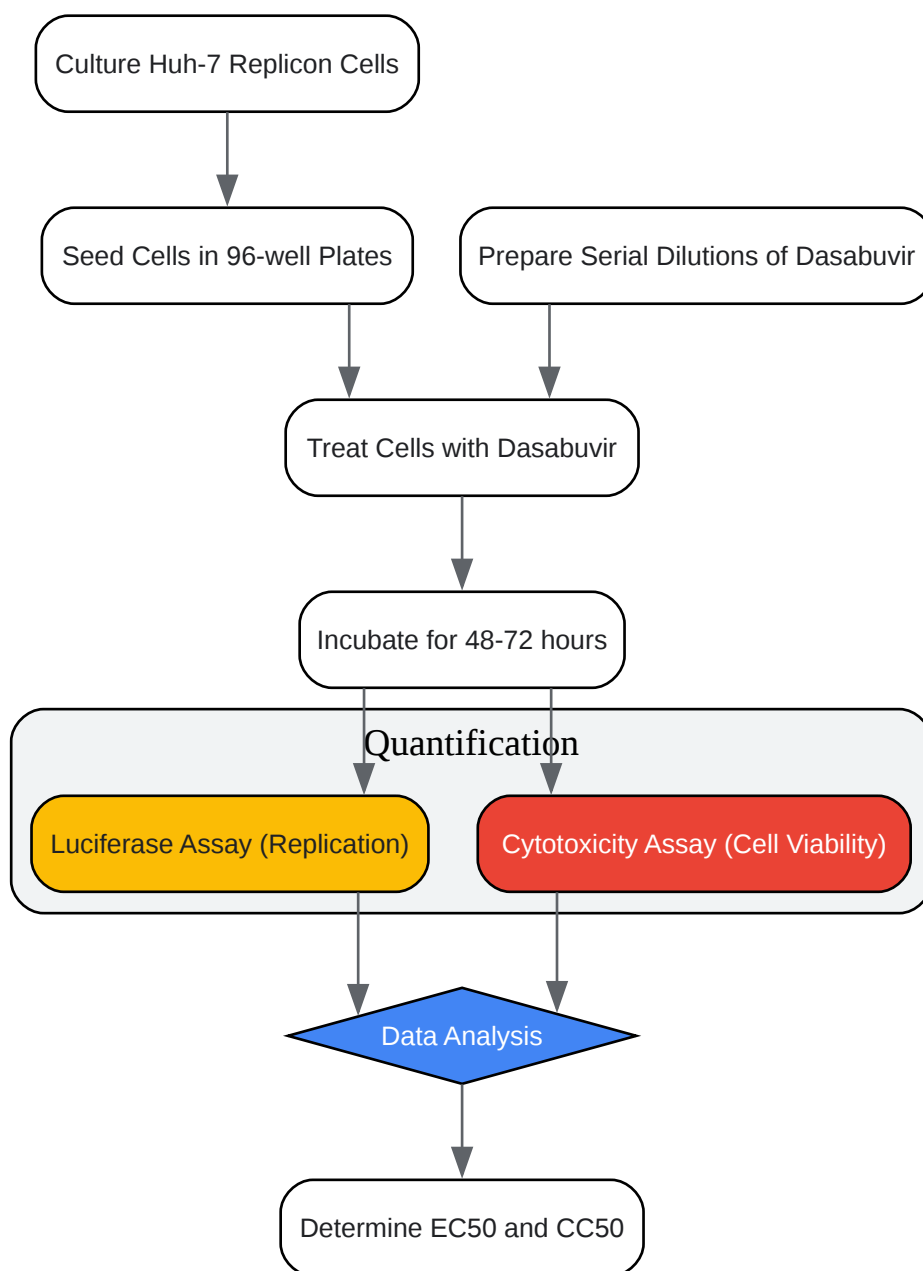 Culture Huh-7 Replicon Cells
Seed Cells in 96-well Plates
Prepare Serial Dilutions of Dasabuvir
Treat Cells with Dasabuvir
Incubate for 48-72 hours
Quantification
Luciferase Assay (Replication)
Cytotoxicity Assay (Cell Viability)
Data Analysis
Determine EC50 and CC50